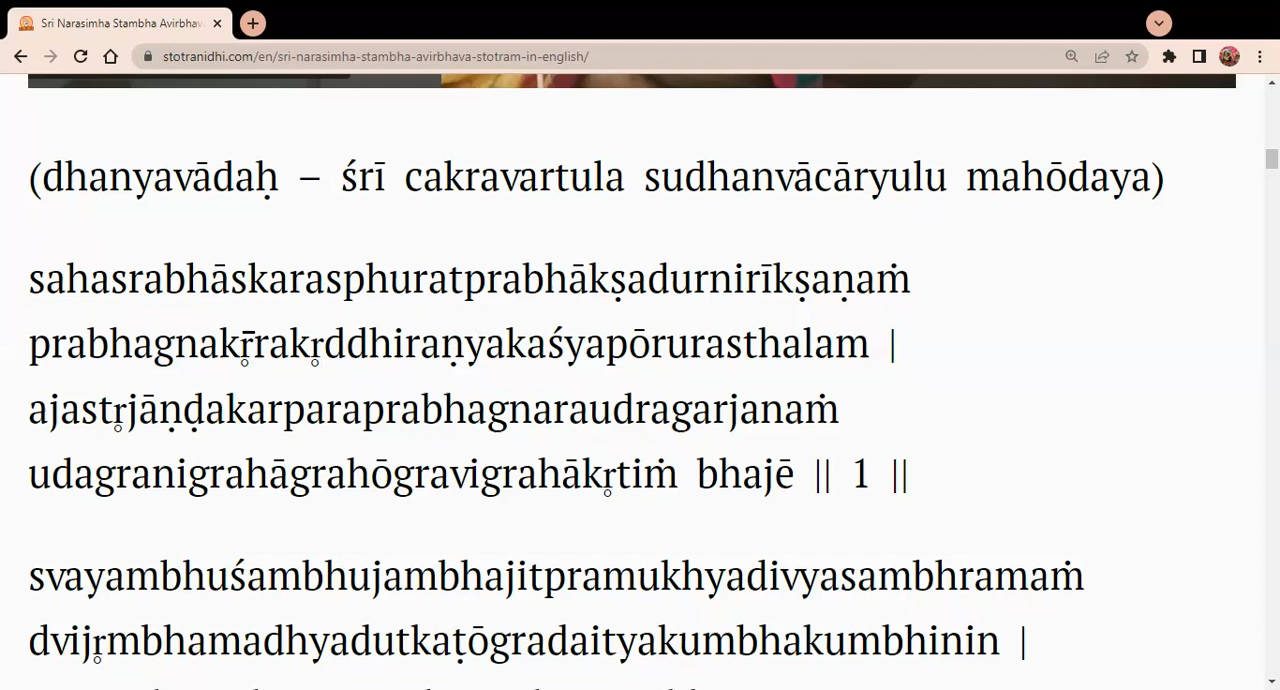 Sri Narasimha Stambha Avirbhav
stotranidhi.com/en/sri-narasimha-stambha-avirbhava-stotram-in-english/
(dhanyavādaḥ – śrī cakravartula sudhanvācāryulu mahōdaya)
sahasrabhāskarasphuratprabhākṣadurnirīkṣaṇaṁ
prabhagnakr̥̄rakr̥ddhiraṇyakaśyapōrurasthalam |
ajastr̥jāṇḍakarparaprabhagnaraudragarjanaṁ
udagranigrahāgrahōgravigrahākr̥tiṁ bhajē || 1 ||
svayambhuśambhujambhajitpramukhyadivyasambhramaṁ
dvijr̥mbhamadhyadutkaṭōgradaityakumbhakumbhinin |